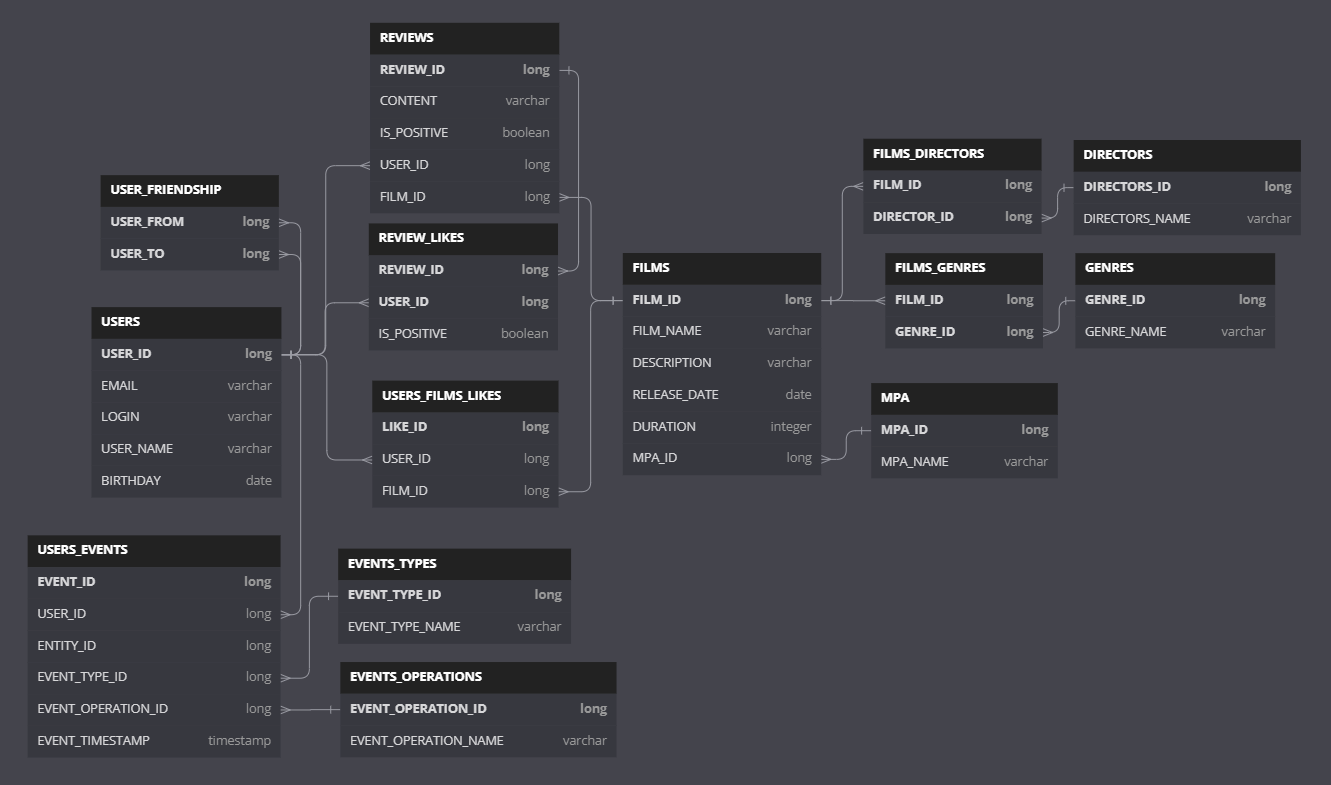 REVIEWS
REVIEW_ID long
CONTENT varchar
IS_POSITIVE boolean
USER_ID long
FILM_ID long
USER_FRIENDSHIP
USER_FROM long
USER_TO long
REVIEW_LIKES
REVIEW_ID long
USER_ID long
IS_POSITIVE boolean
USERS
USER_ID long
EMAIL varchar
LOGIN varchar
USER_NAME varchar
BIRTHDAY date
USERS_FILMS_LIKES
LIKE_ID long
USER_ID long
FILM_ID long
FILMS
FILM_ID long
FILM_NAME varchar
DESCRIPTION varchar
RELEASE_DATE date
DURATION integer
MPA_ID long
FILMS_DIRECTORS
FILM_ID long
DIRECTOR_ID long
DIRECTORS
DIRECTORS_ID long
DIRECTORS_NAME varchar
FILMS_GENRES
FILM_ID long
GENRE_ID long
GENRES
GENRE_ID long
GENRE_NAME varchar
MPA
MPA_ID long
MPA_NAME varchar
USERS_EVENTS
EVENT_ID long
USER_ID long
ENTITY_ID long
EVENT_TYPE_ID long
EVENT_OPERATION_ID long
EVENT_TIMESTAMP timestamp
EVENTS_TYPES
EVENT_TYPE_ID long
EVENT_TYPE_NAME varchar
EVENTS_OPERATIONS
EVENT_OPERATION_ID long
EVENT_OPERATION_NAME varchar